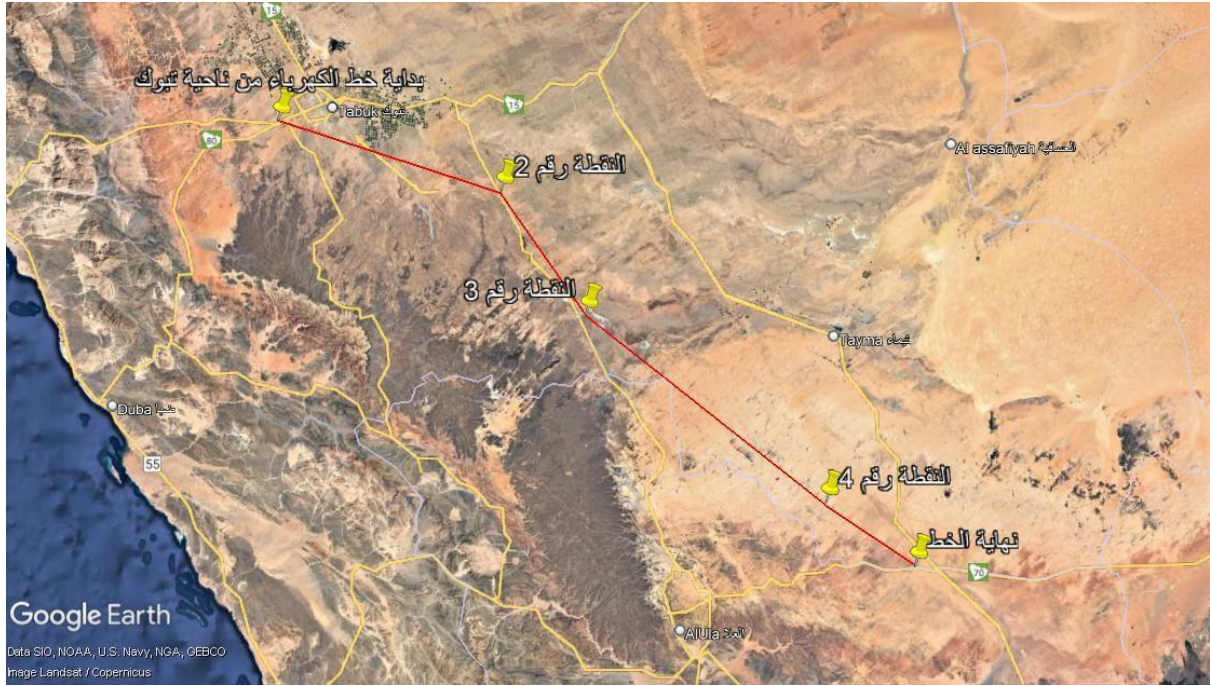 15
بداية خط الكهرباء من ناحية تبوك
Tabuk تبوك
15
80
النقطة رقم 2
Al assafiyah العسافية
النقطة رقم 3
Tayma تيماء
Duba ضبا
55
النقطة رقم 4
نهاية الخط
70
AlUla العلا
Google Earth
Data SIO, NOAA, U.S. Navy, NGA, GEBCO
Image Landsat / Copernicus